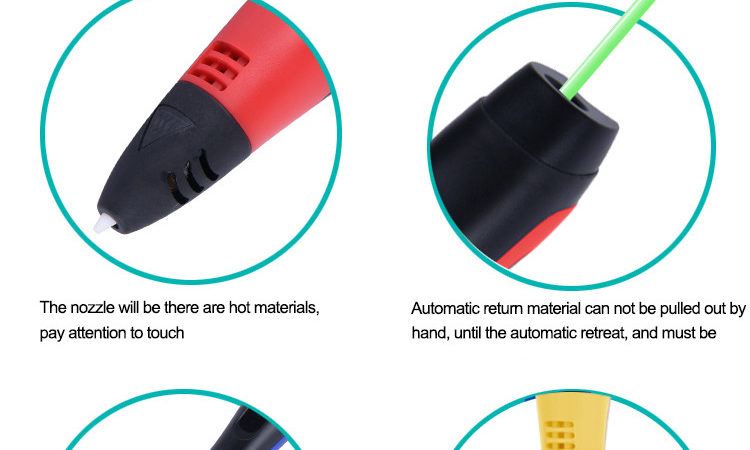 The nozzle will be there are hot materials,
pay attention to touch
Automatic return material can not be pulled out by
hand, until the automatic retreat, and must be